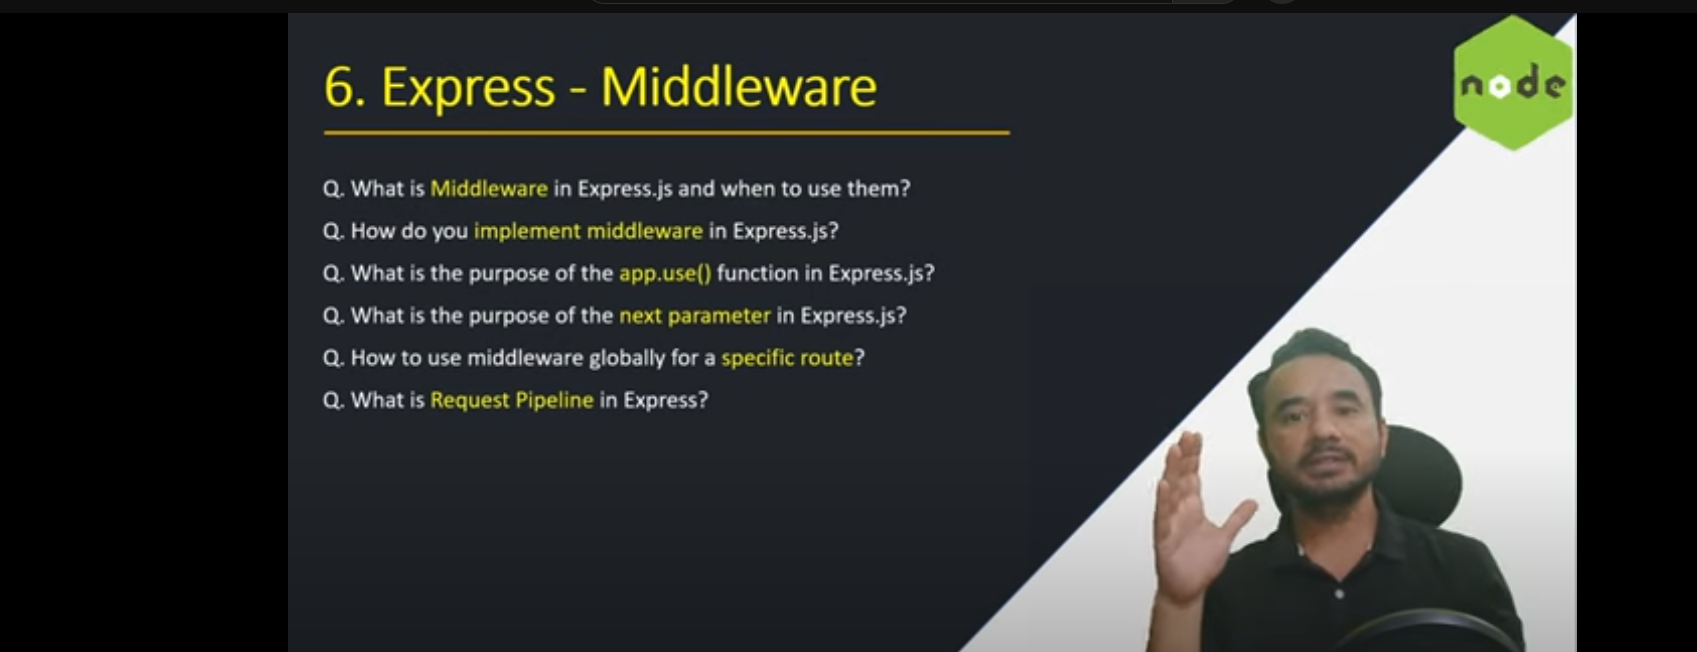 6. Express - Middleware
node
Q. What is Middleware in Express.js and when to use them?
Q. How do you implement middleware in Express.js?
Q. What is the purpose of the app.use() function in Express.js?
Q. What is the purpose of the next parameter in Express.js?
Q. How to use middleware globally for a specific route?
Q. What is Request Pipeline in Express?